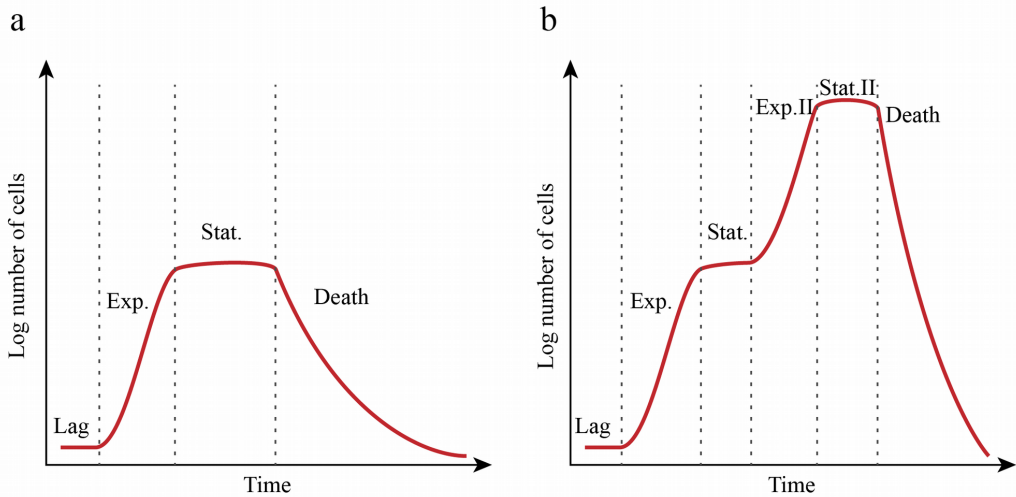 a
Log number of cells
Lag
Exp.
Stat.
Death
Time
b
Log number of cells
Lag
Exp.
Stat.
Exp.II
Stat.II
Death
Time